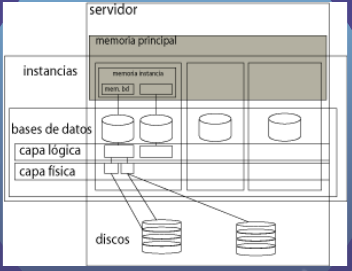 servidor
memoria principal
instancias
memoria instancia
mem. bd
bases de datos
capa lógica
capa física
discos